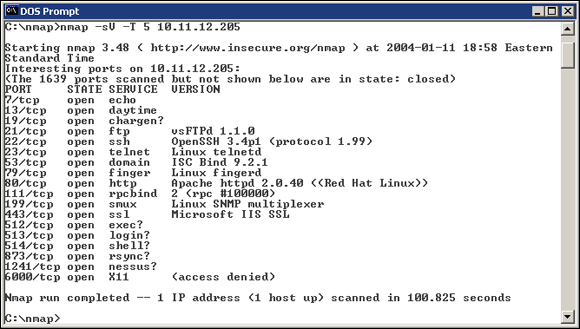 DOS Prompt
C:\nmap>nmap -sV -T 5 10.11.12.205
Starting nmap 3.48 ( http://www.insecure.org/nmap ) at 2004-01-11 18:58 Eastern
Standard Time
Interesting ports on 10.11.12.205:
(The 1639 ports scanned but not shown below are in state: closed)
PORT     STATE SERVICE  VERSION
7/tcp    open  echo
13/tcp   open  daytime
19/tcp   open  chargen?
21/tcp   open  ftp      vsFTPd 1.1.0
22/tcp   open  ssh      OpenSSH 3.4p1 (protocol 1.99)
23/tcp   open  telnet   Linux telnetd
53/tcp   open  domain   ISC Bind 9.2.1
79/tcp   open  finger   Linux fingerd
80/tcp   open  http     Apache httpd 2.0.40 ((Red Hat Linux))
111/tcp  open  rpcbind  2 (rpc #100000)
199/tcp  open  smux     Linux SNMP multiplexer
443/tcp  open  ssl      Microsoft IIS SSL
512/tcp  open  exec?
513/tcp  open  login?
514/tcp  open  shell?
873/tcp  open  rsync?
1241/tcp open  nessus?
6000/tcp open  X11      (access denied)
Nmap run completed -- 1 IP address (1 host up) scanned in 100.825 seconds
C:\nmap>